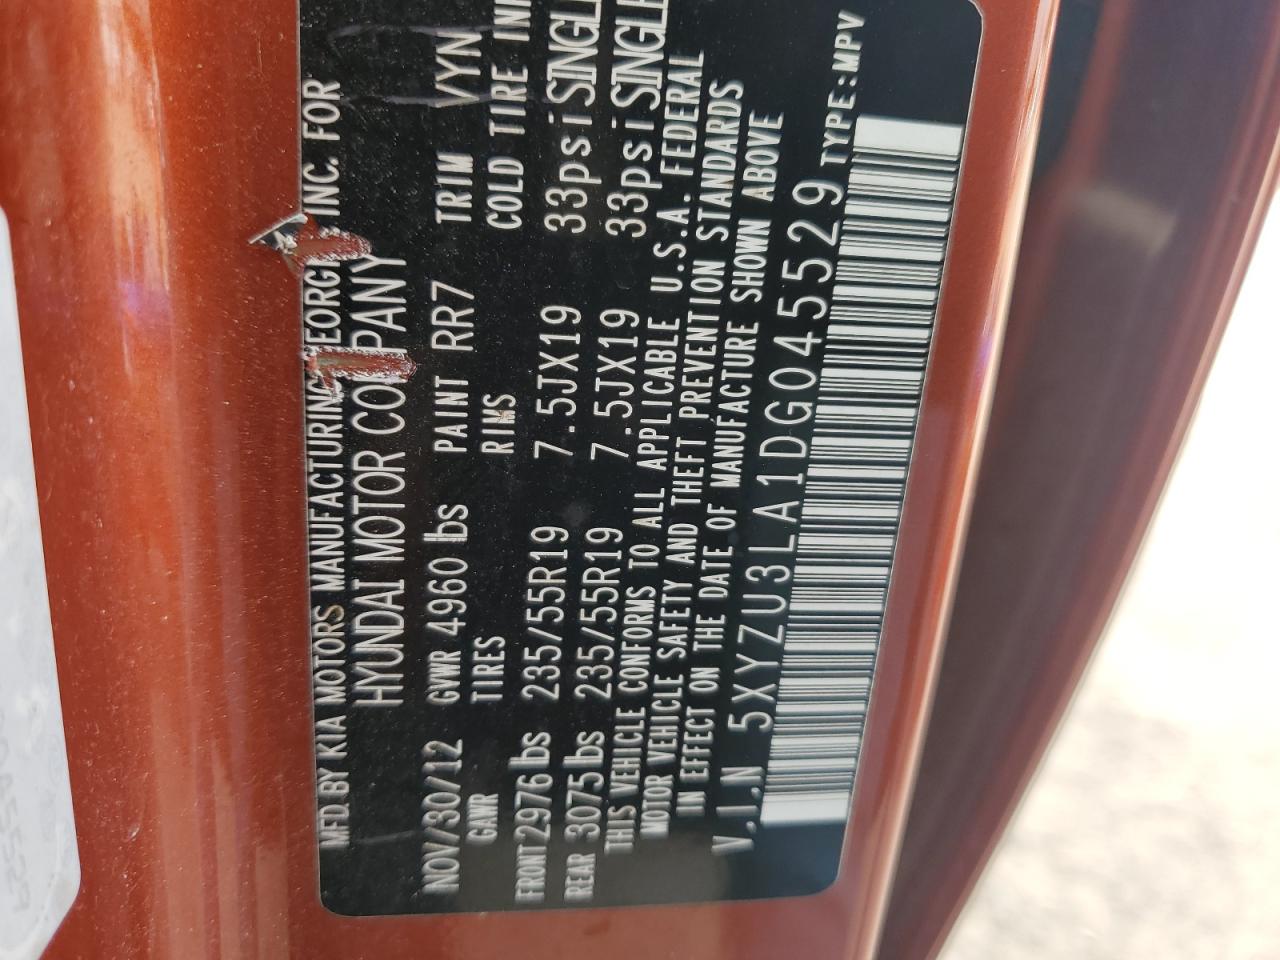 MFD BY KIA MOTORS MANUFACTURING GEORGIA INC. FOR
HYUNDAI MOTOR COMPANY
NOV/30/12 GVWR 4960 lbs PAINT RR7 TRIM VYN
GAWR TIRES RIMS COLD TIRE
FRONT 2976 lbs 235/55R19 7.5JX19 33psi SINGLE
REAR 3075 lbs 235/55R19 7.5JX19 33psi SINGLE
THIS VEHICLE CONFORMS TO ALL APPLICABLE U.S.A. FEDERAL
MOTOR VEHICLE SAFETY AND THEFT PREVENTION STANDARDS
IN EFFECT ON THE DATE OF MANUFACTURE SHOWN ABOVE
V.I.N 5XYZU3LA1DG045529 TYPE:MPV